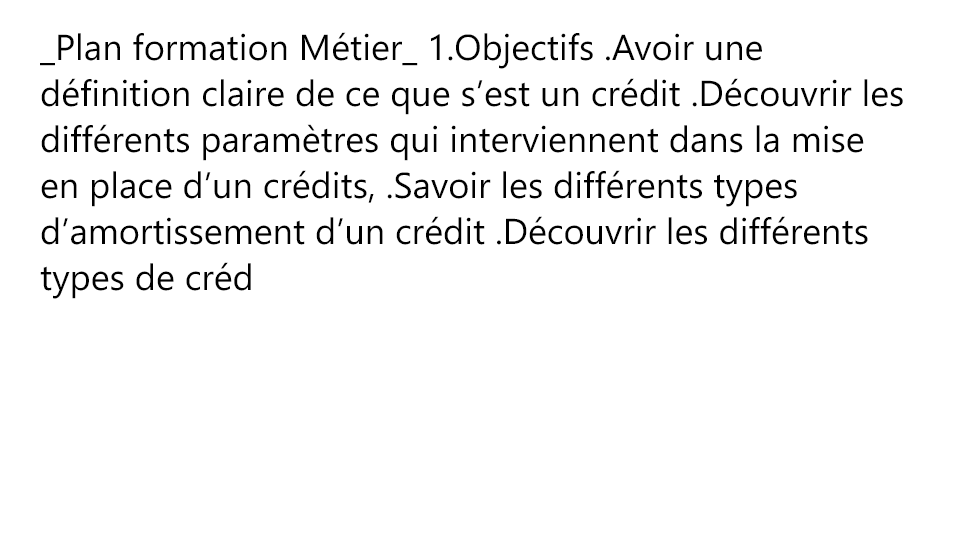 _Plan formation Métier_ 1.Objectifs .Avoir une
définition claire de ce que s’est un crédit .Découvrir les
différents paramètres qui interviennent dans la mise
en place d’un crédits, .Savoir les différents types
d’amortissement d’un crédit .Découvrir les différents
types de créd